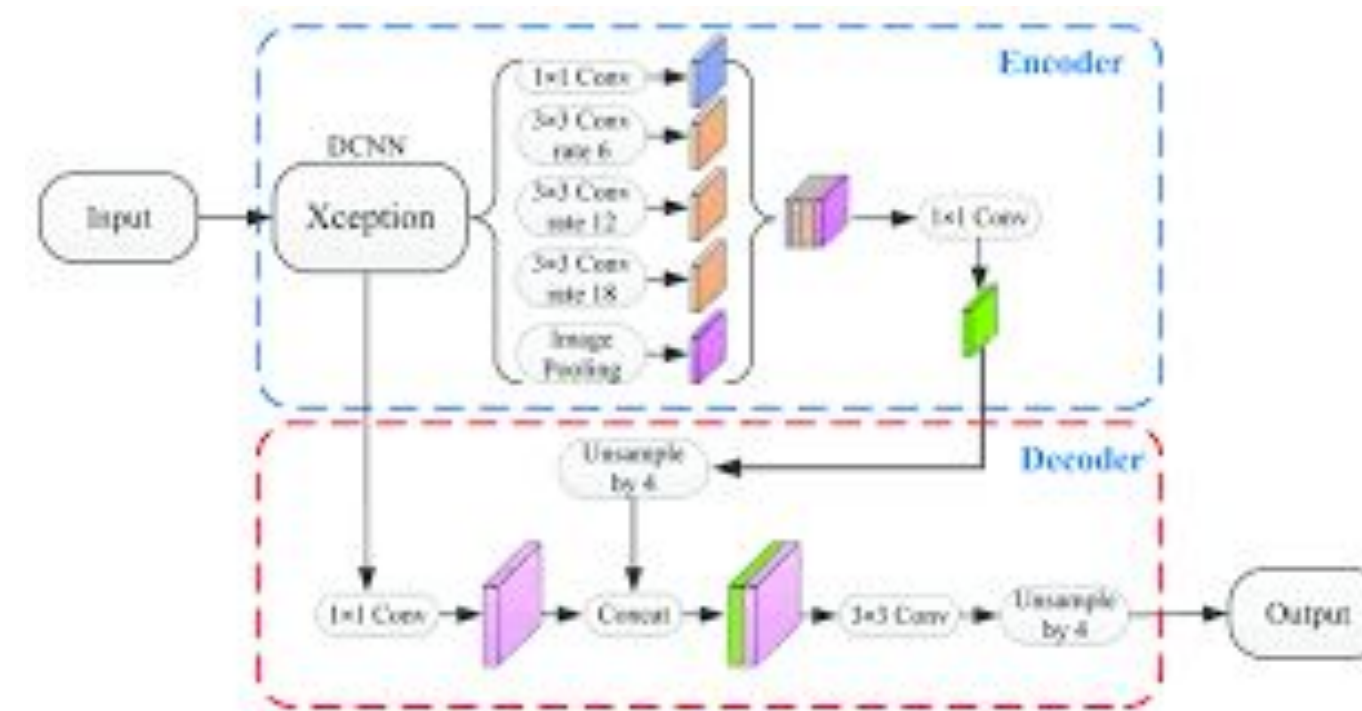 Encoder
DCNN
Input
Xception
1×1 Conv
3×3 Conv
rate 6
3×3 Conv
rate 12
3×3 Conv
rate 18
Image
Pooling
1×1 Conv
Decoder
Unsample
by 4
1×1 Conv
Concat
3×3 Conv
Unsample
by 4
Output